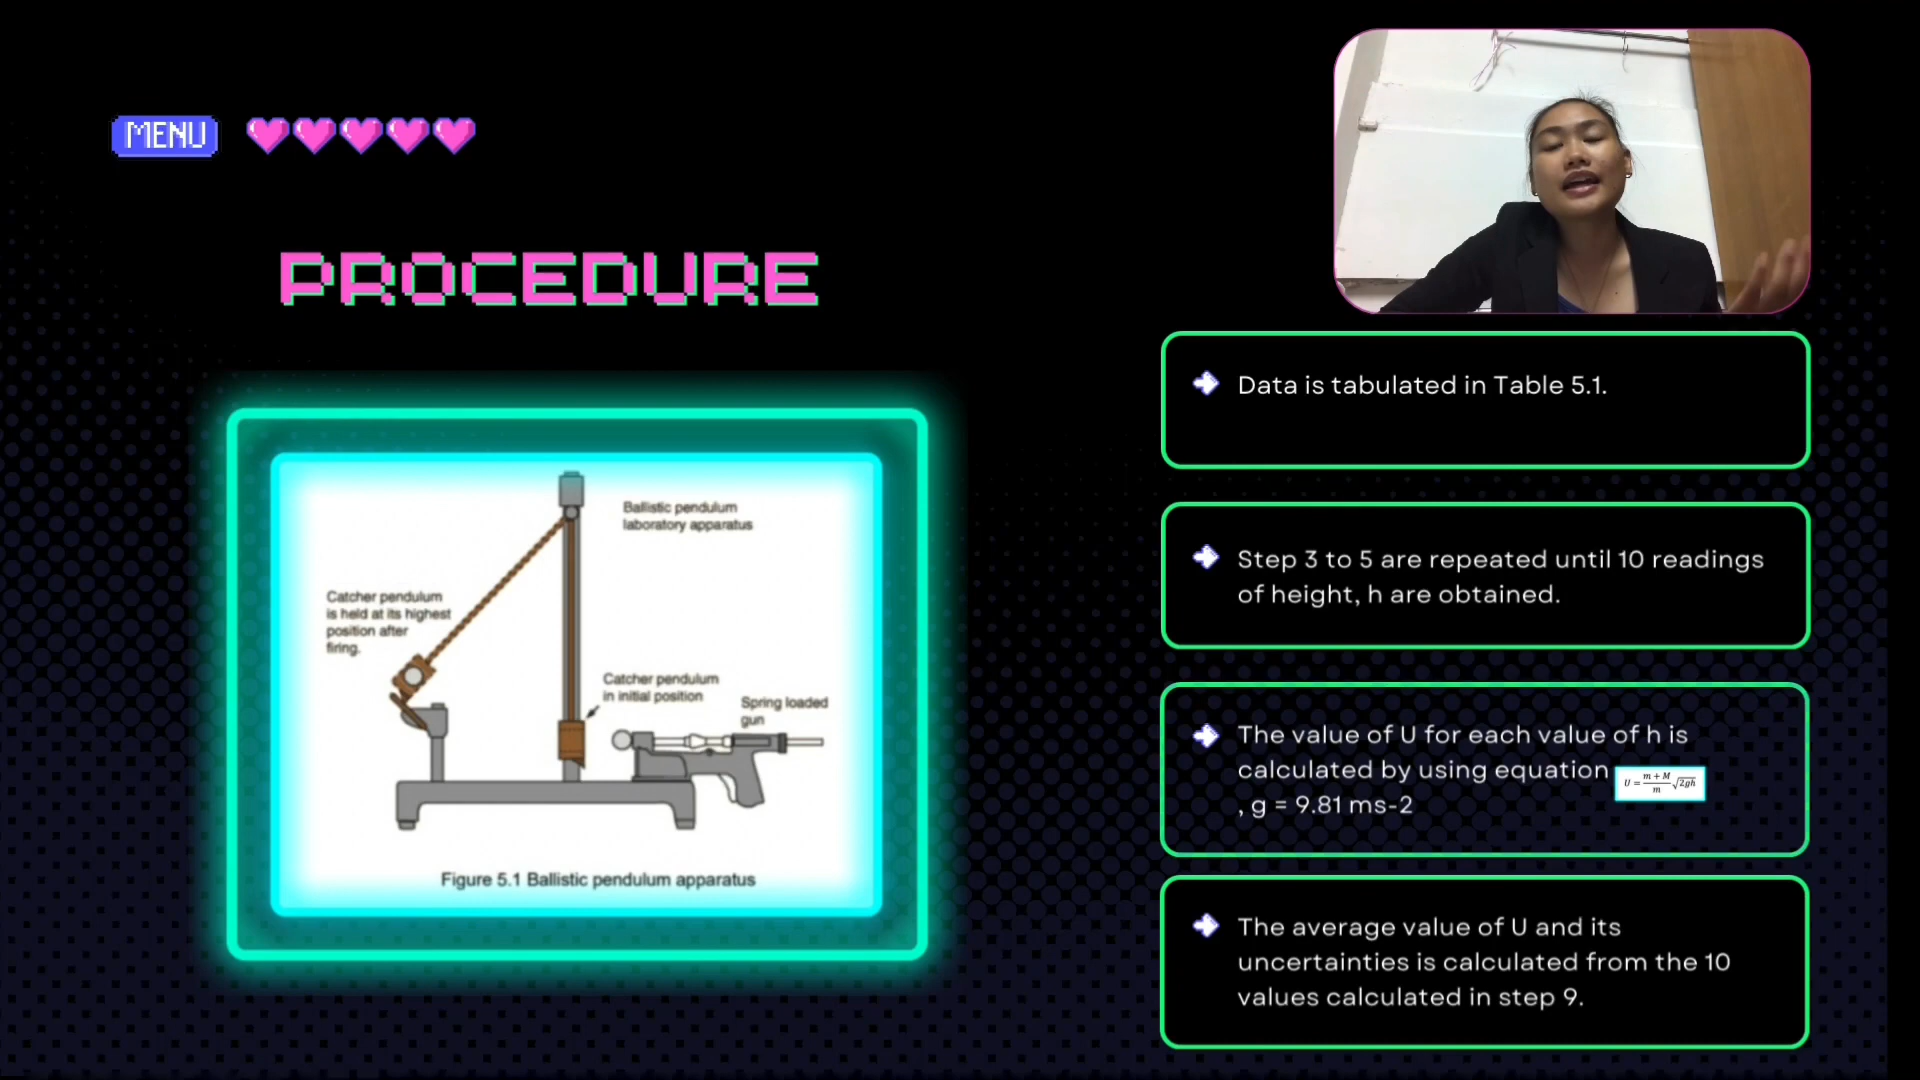 MENU
PROCEDURE
Ballistic pendulum
laboratory apparatus
Catcher pendulum
is held at its highest
position after
firing.
Catcher pendulum
in initial position
Spring loaded
gun
Figure 5.1 Ballistic pendulum apparatus
Data is tabulated in Table 5.1.
Step 3 to 5 are repeated until 10 readings
of height, h are obtained.
The value of U for each value of h is
calculated by using equation U = \frac{m + M}{m} \sqrt{2gh}
, g = 9.81 ms-2
The average value of U and its
uncertainties is calculated from the 10
values calculated in step 9.